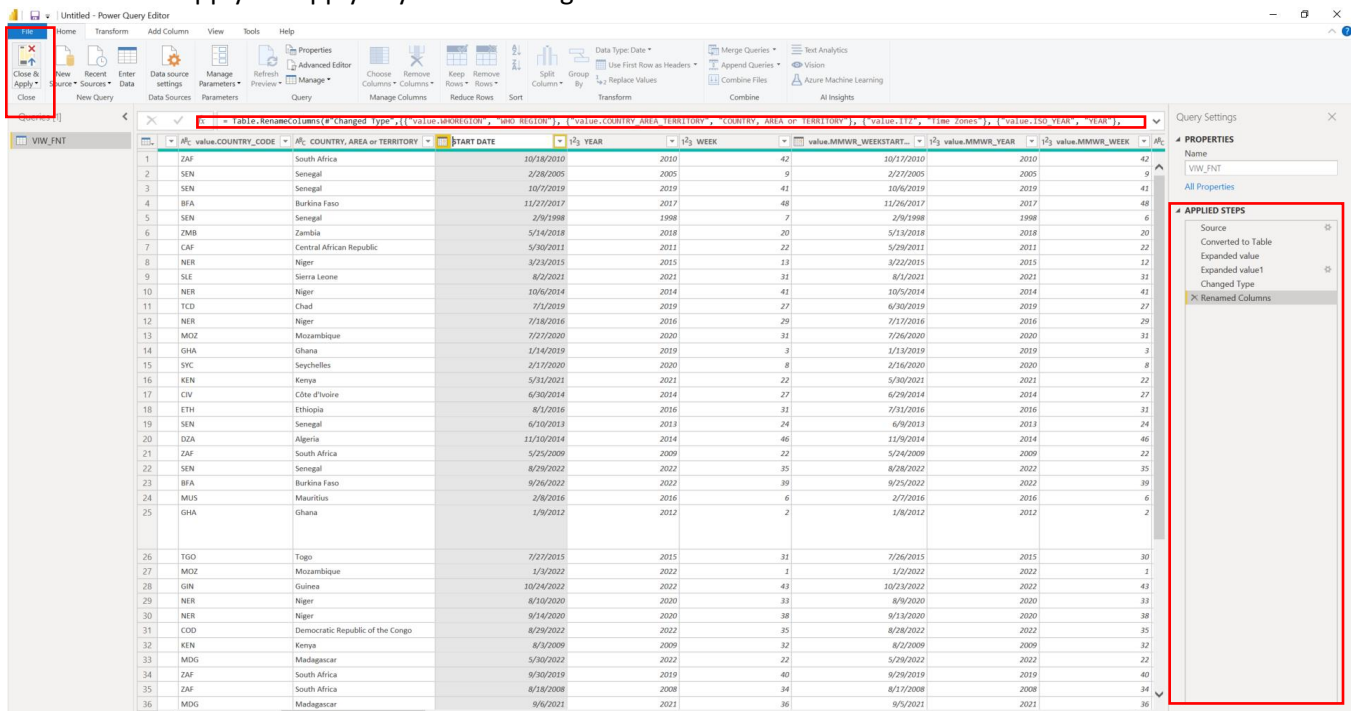 Untitled - Power Query Editor
File Home Transform Add Column View Tools Help
Close & Apply New Source Recent Sources Enter Data Data source settings Manage Parameters Refresh Preview Properties Advanced Editor Manage Choose Columns Remove Columns Keep Rows Remove Rows Split Column Group By Data Type: Date Use First Row as Headers Replace Values Merge Queries Append Queries Combine Files Text Analytics Vision Azure Machine Learning
Close New Query Data Sources Parameters Query Manage Columns Reduce Rows Sort Transform Combine AI Insights
= Table.RenameColumns(#"Changed Type",{{"value.WHOREGION", "WHO REGION"}, {"value.COUNTRY_AREA_TERRITORY", "COUNTRY, AREA or TERRITORY"}, {"value.ITZ", "Time Zones"}, {"value.ISO_YEAR", "YEAR"},
VIW_FNT
value.COUNTRY_CODE COUNTRY, AREA or TERRITORY START DATE YEAR WEEK value.MMWR_WEEKSTART... value.MMWR_YEAR value.MMWR_WEEK
1 ZAF South Africa 10/18/2010 2010 42 10/17/2010 2010 42
2 SEN Senegal 2/28/2005 2005 9 2/27/2005 2005 9
3 SEN Senegal 10/7/2019 2019 41 10/6/2019 2019 41
4 BFA Burkina Faso 11/27/2017 2017 48 11/26/2017 2017 48
5 SEN Senegal 2/9/1998 1998 7 2/9/1998 1998 6
6 ZMB Zambia 5/14/2018 2018 20 5/13/2018 2018 20
7 CAF Central African Republic 5/30/2011 2011 22 5/29/2011 2011 22
8 NER Niger 3/23/2015 2015 13 3/22/2015 2015 12
9 SLE Sierra Leone 8/2/2021 2021 31 8/1/2021 2021 31
10 NER Niger 10/6/2014 2014 41 10/5/2014 2014 41
11 TCD Chad 7/1/2019 2019 27 6/30/2019 2019 27
12 NER Niger 7/18/2016 2016 29 7/17/2016 2016 29
13 MOZ Mozambique 7/27/2020 2020 31 7/26/2020 2020 31
14 GHA Ghana 1/14/2019 2019 3 1/13/2019 2019 3
15 SYC Seychelles 2/17/2020 2020 8 2/16/2020 2020 8
16 KEN Kenya 5/31/2021 2021 22 5/30/2021 2021 22
17 CIV Côte d'Ivoire 6/30/2014 2014 27 6/29/2014 2014 27
18 ETH Ethiopia 8/1/2016 2016 31 7/31/2016 2016 31
19 SEN Senegal 6/10/2013 2013 24 6/9/2013 2013 24
20 DZA Algeria 11/10/2014 2014 46 11/9/2014 2014 46
21 ZAF South Africa 5/25/2009 2009 22 5/24/2009 2009 22
22 SEN Senegal 8/29/2022 2022 35 8/28/2022 2022 35
23 BFA Burkina Faso 9/26/2022 2022 39 9/25/2022 2022 39
24 MUS Mauritius 2/8/2016 2016 6 2/7/2016 2016 6
25 GHA Ghana 1/9/2012 2012 2 1/8/2012 2012 2
26 TGO Togo 7/27/2015 2015 31 7/26/2015 2015 30
27 MOZ Mozambique 1/3/2022 2022 1 1/2/2022 2022 1
28 GIN Guinea 10/24/2022 2022 43 10/23/2022 2022 43
29 NER Niger 8/10/2020 2020 33 8/9/2020 2020 33
30 NER Niger 9/14/2020 2020 38 9/13/2020 2020 38
31 COD Democratic Republic of the Congo 8/29/2022 2022 35 8/28/2022 2022 35
32 KEN Kenya 8/3/2009 2009 32 8/2/2009 2009 32
33 MDG Madagascar 5/30/2022 2022 22 5/29/2022 2022 22
34 ZAF South Africa 9/30/2019 2019 40 9/29/2019 2019 40
35 ZAF South Africa 8/18/2008 2008 34 8/17/2008 2008 34
36 MDG Madagascar 9/6/2021 2021 36 9/5/2021 2021 36
Query Settings
PROPERTIES
Name
VIW_FNT
All Properties
APPLIED STEPS
Source
Converted to Table
Expanded value
Expanded value1
Changed Type
Renamed Columns